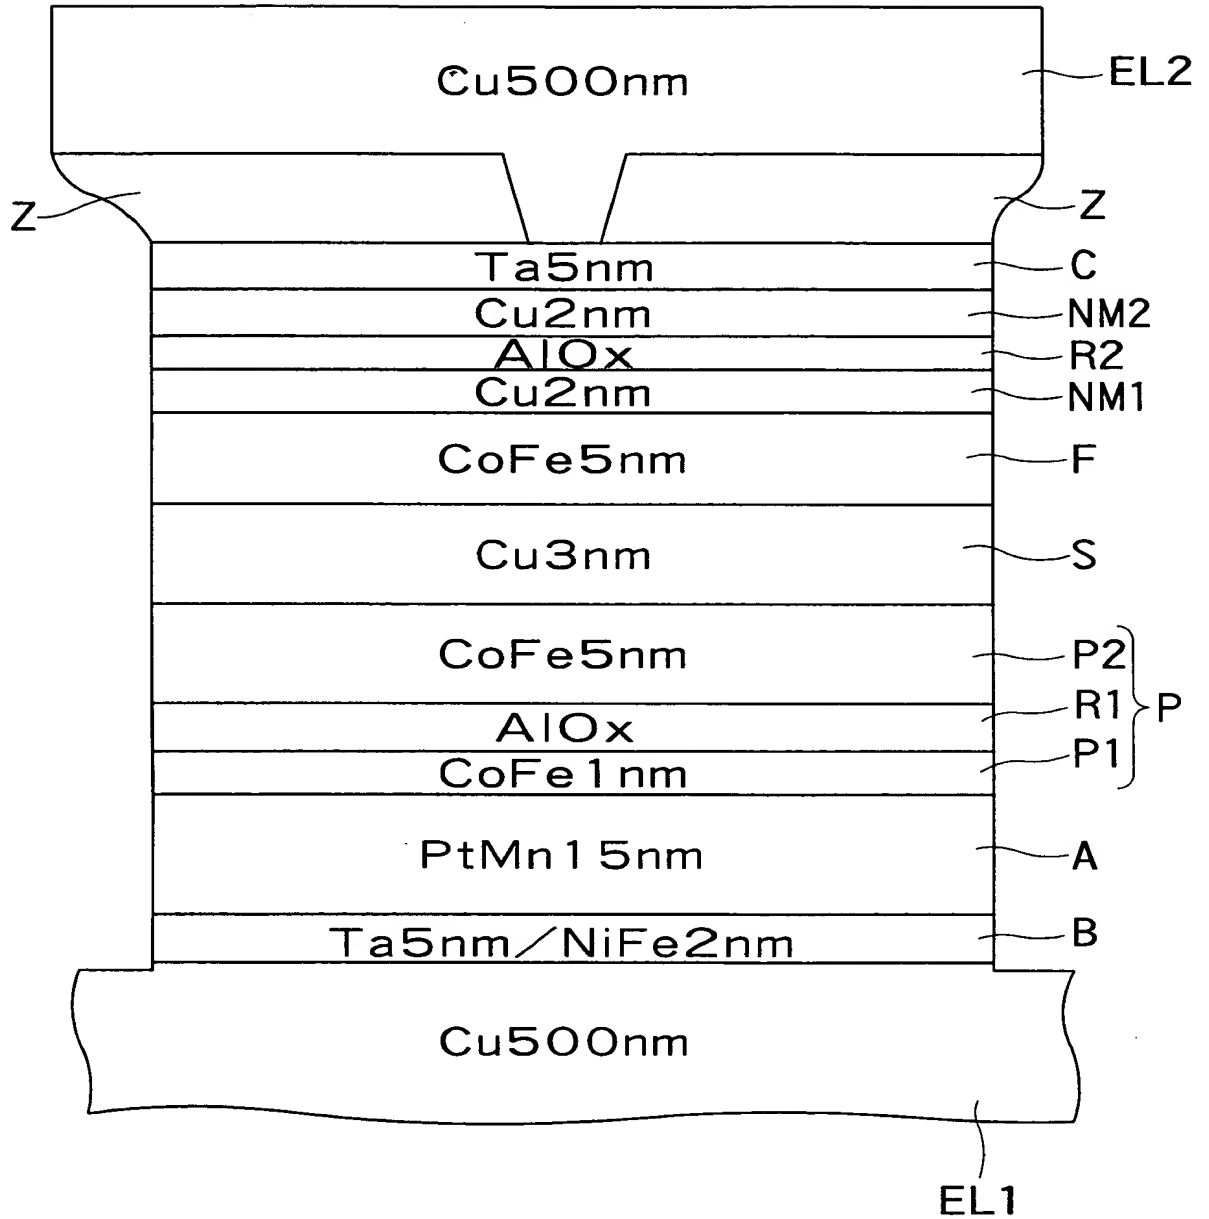 Cu500nm EL2
Z Z
Ta5nm C
Cu2nm NM2
AlOx R2
Cu2nm NM1
CoFe5nm F
Cu3nm S
CoFe5nm P2
AlOx R1 P
CoFe1nm P1
PtMn15nm A
Ta5nm/NiFe2nm B
Cu500nm
EL1